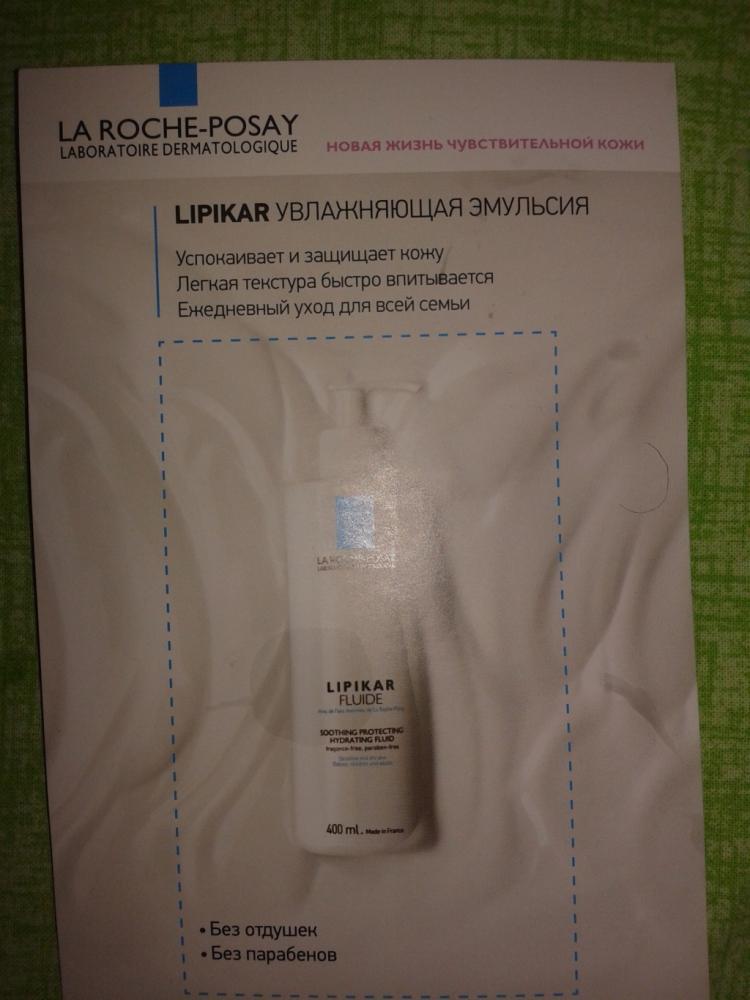 LA ROCHE-POSAY
LABORATOIRE DERMATOLOGIQUE
НОВАЯ ЖИЗНЬ ЧУВСТВИТЕЛЬНОЙ КОЖИ
LIPIKAR УВЛАЖНЯЮЩАЯ ЭМУЛЬСИЯ
Успокаивает и защищает кожу
Легкая текстура быстро впитывается
Ежедневный уход для всей семьи
LA ROCHE-POSAY
LIPIKAR
FLUIDE
SOOTHING PROTECTING
HYDRATING FLUID
fragance-free, paraben-free
400 ml. Made in France
• Без отдушек
• Без парабенов